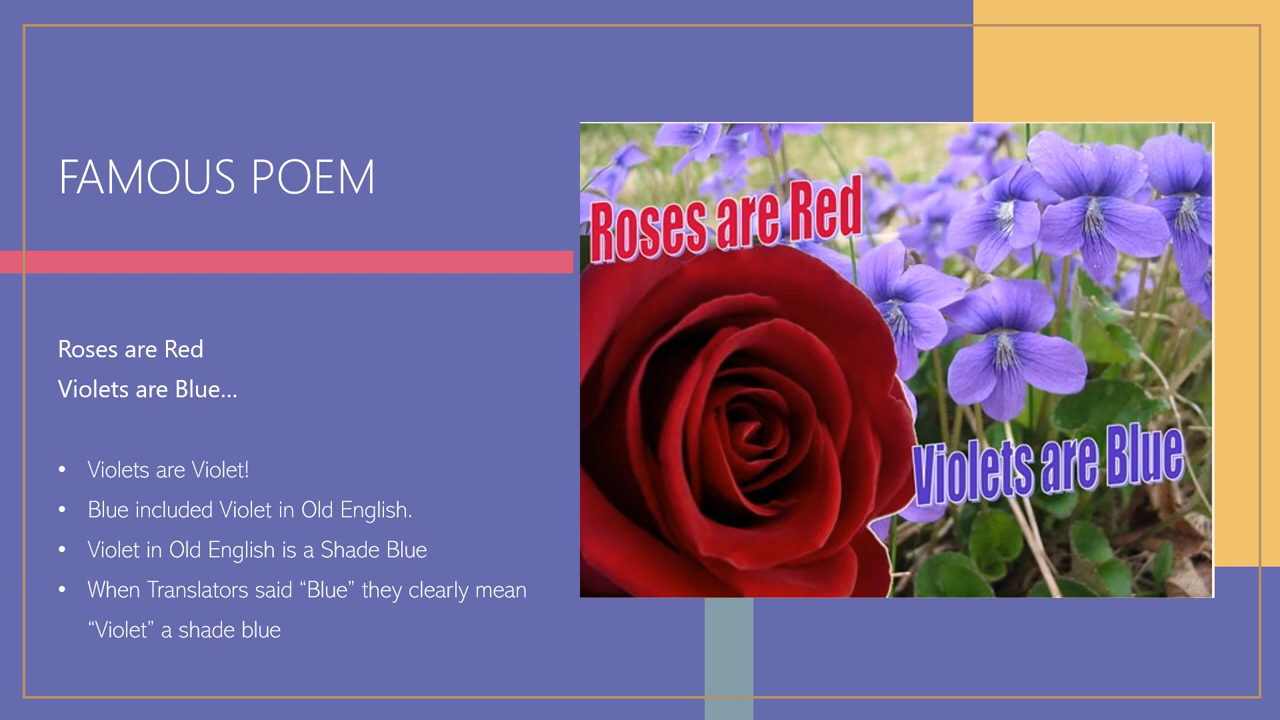 FAMOUS POEM
Roses are Red
Violets are Blue...
• Violets are Violet!
• Blue included Violet in Old English.
• Violet in Old English is a Shade Blue
• When Translators said “Blue” they clearly mean
“Violet” a shade blue
Roses are Red
Violets are Blue